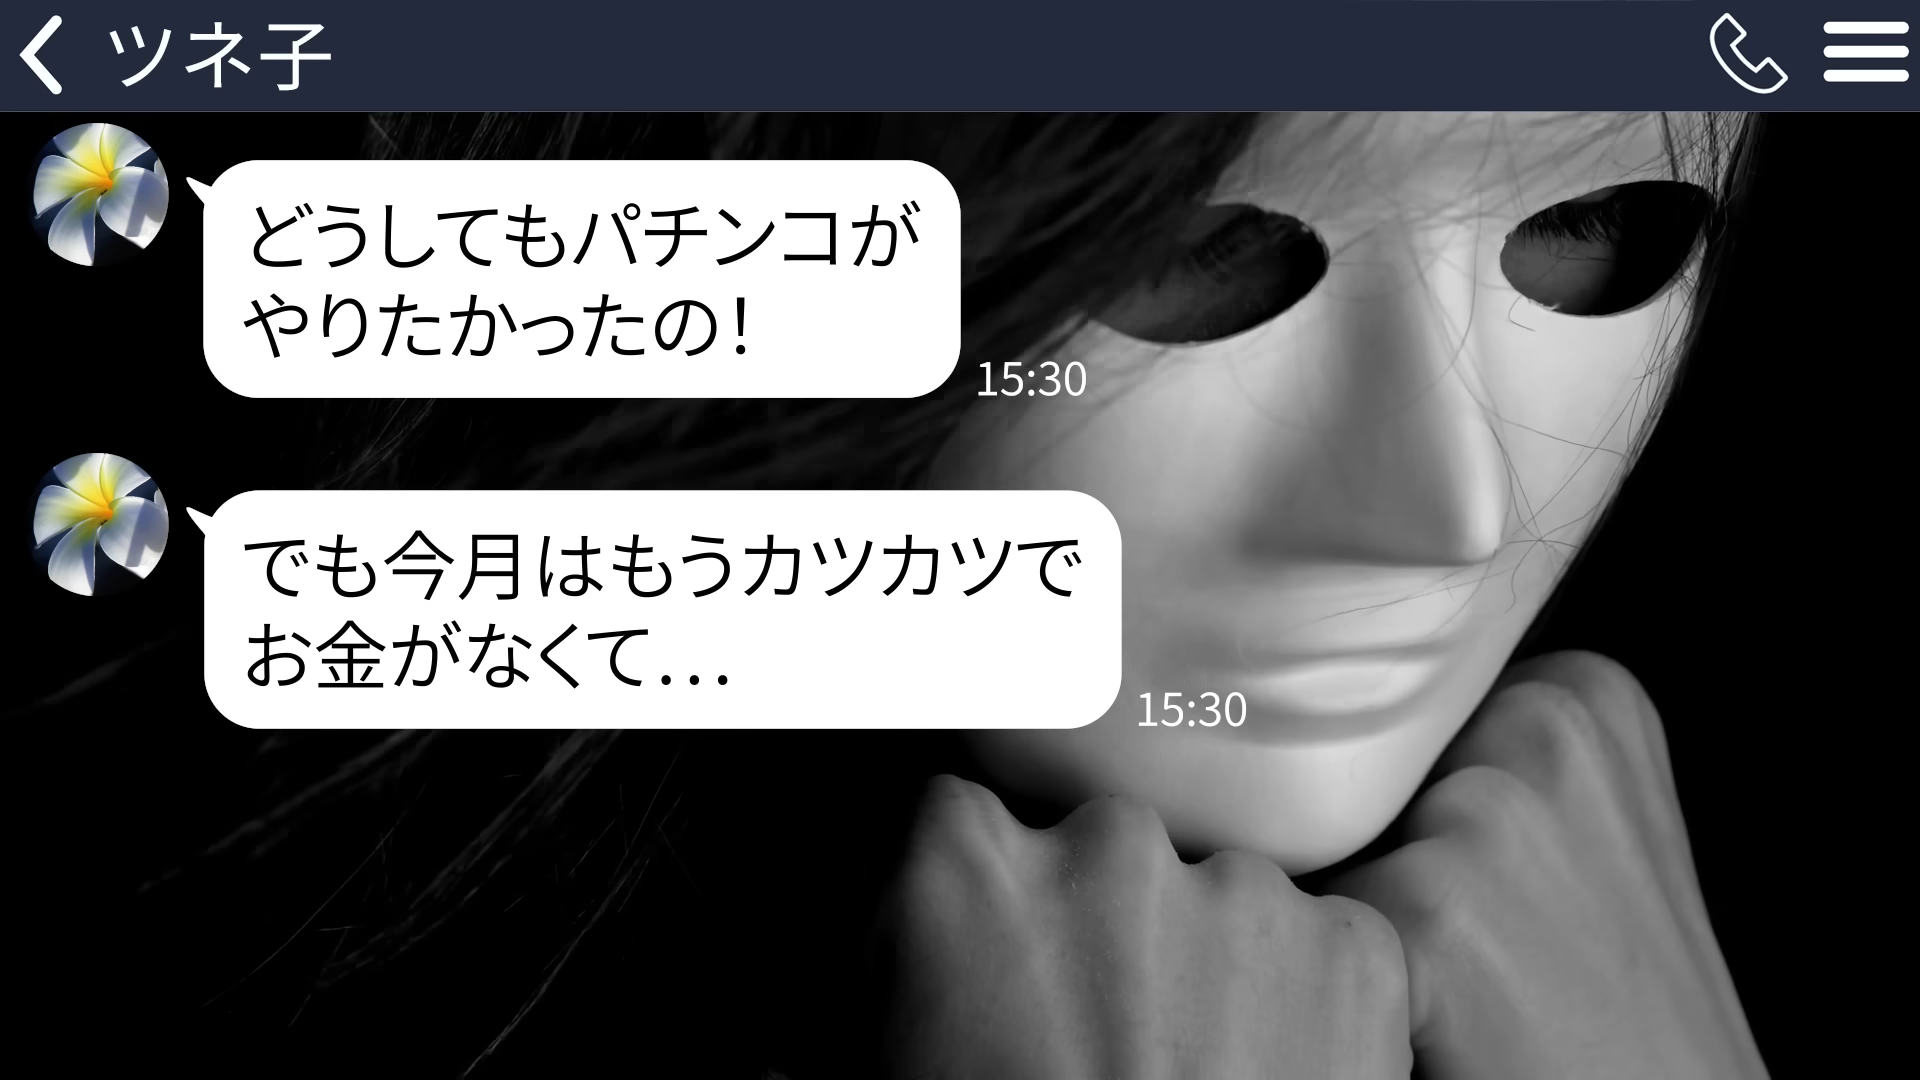 ツネ子
どうしてもパチンコが
やりたかったの！
15:30
でも今月はもうカツカツで
お金がなくて…
15:30